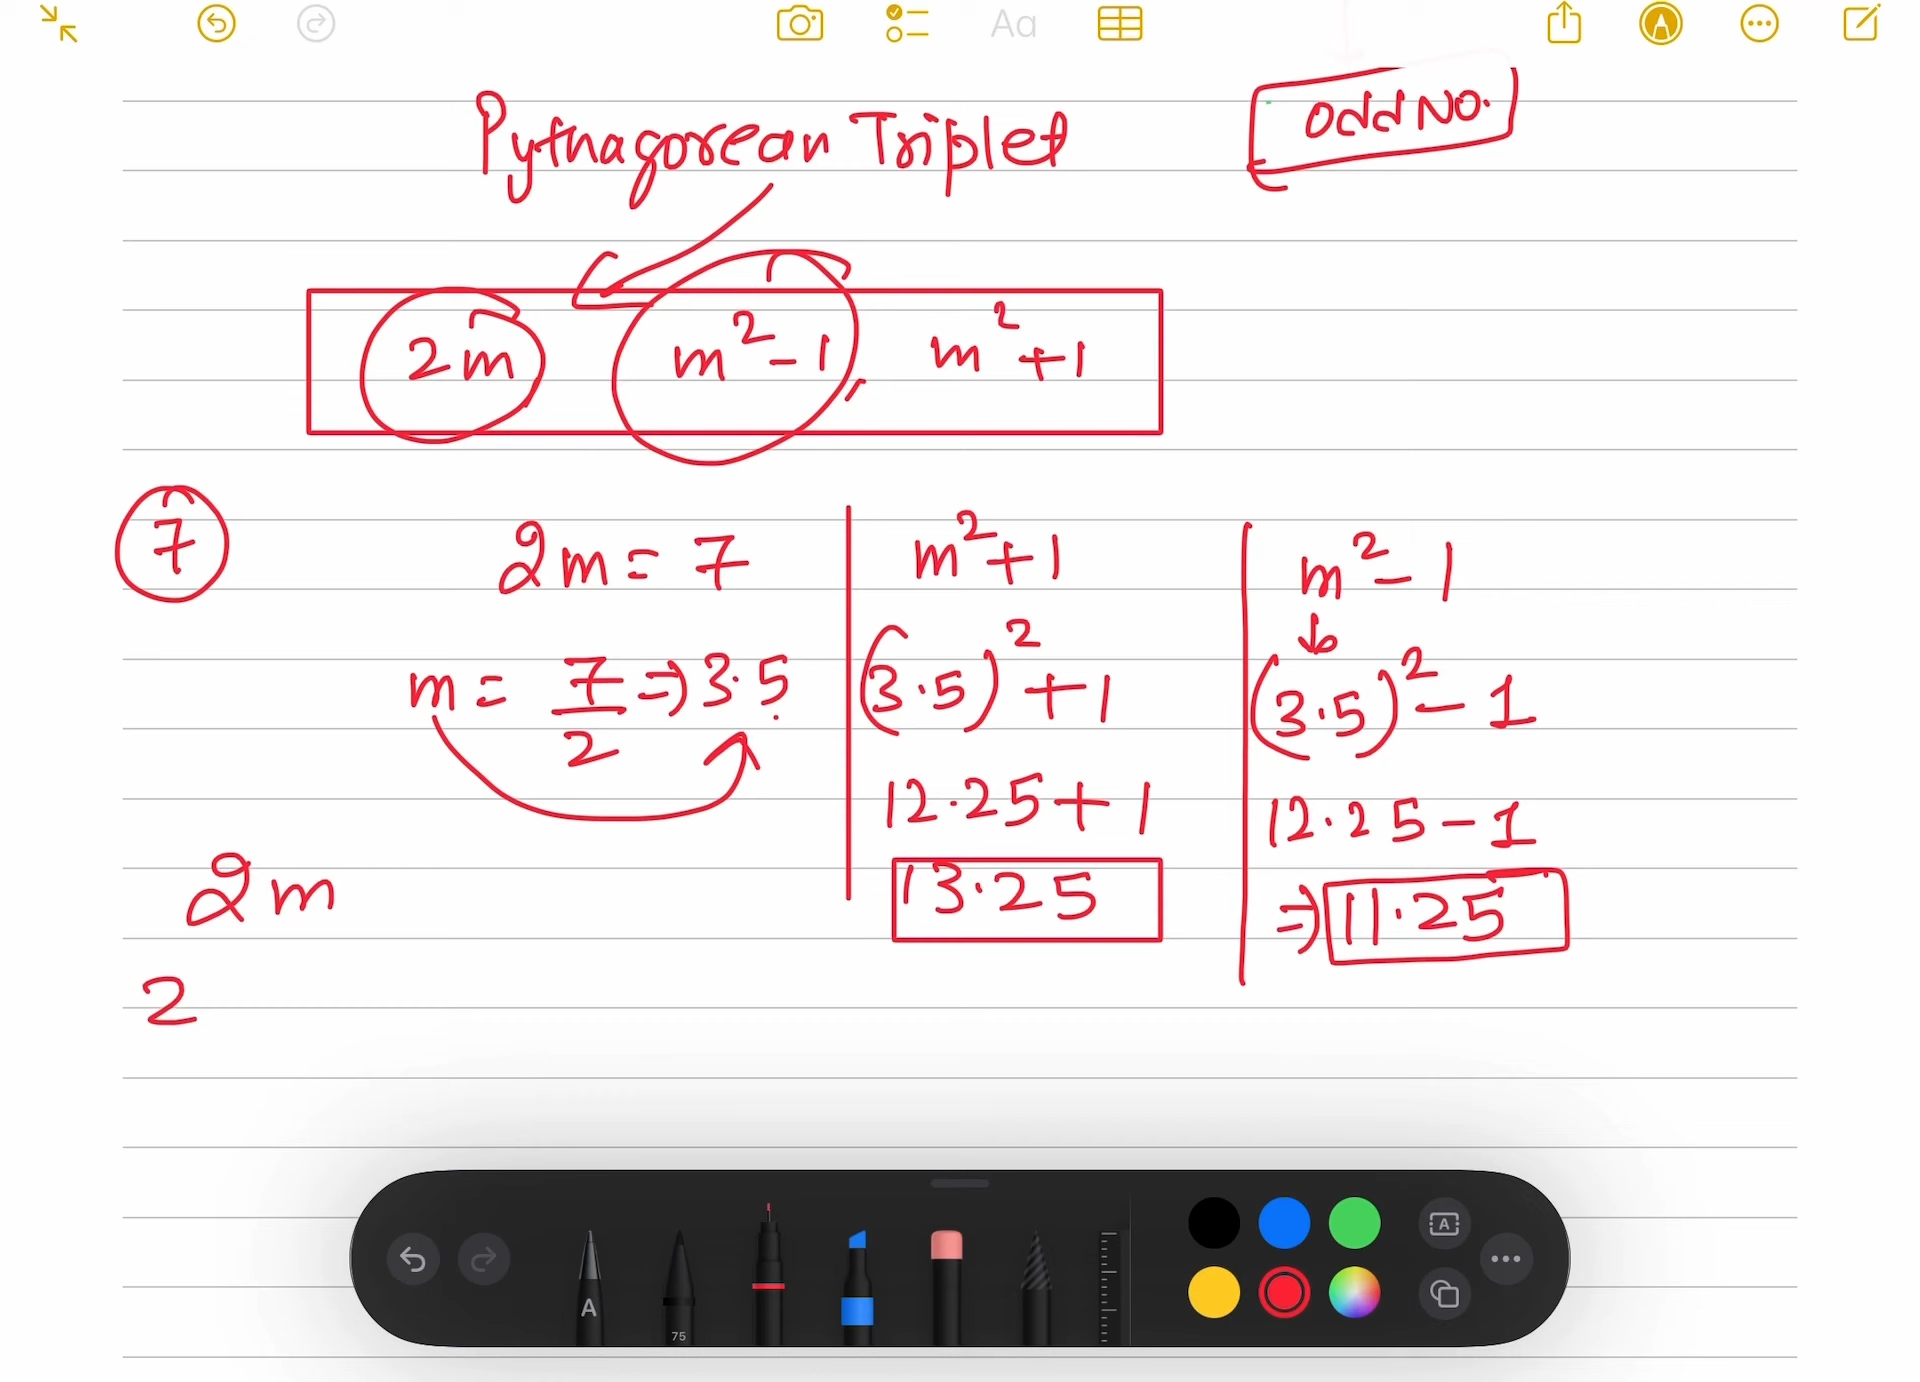 Aa
Pythagorean Triplet
Odd NO.
2m m²-1, m²+1
7
2m = 7
m = 7/2 => 3.5
m²+1
(3.5)² + 1
12.25 + 1
13.25
m² - 1
(3.5)² - 1
12.25 - 1
=> 11.25
2m
2
A
75
A